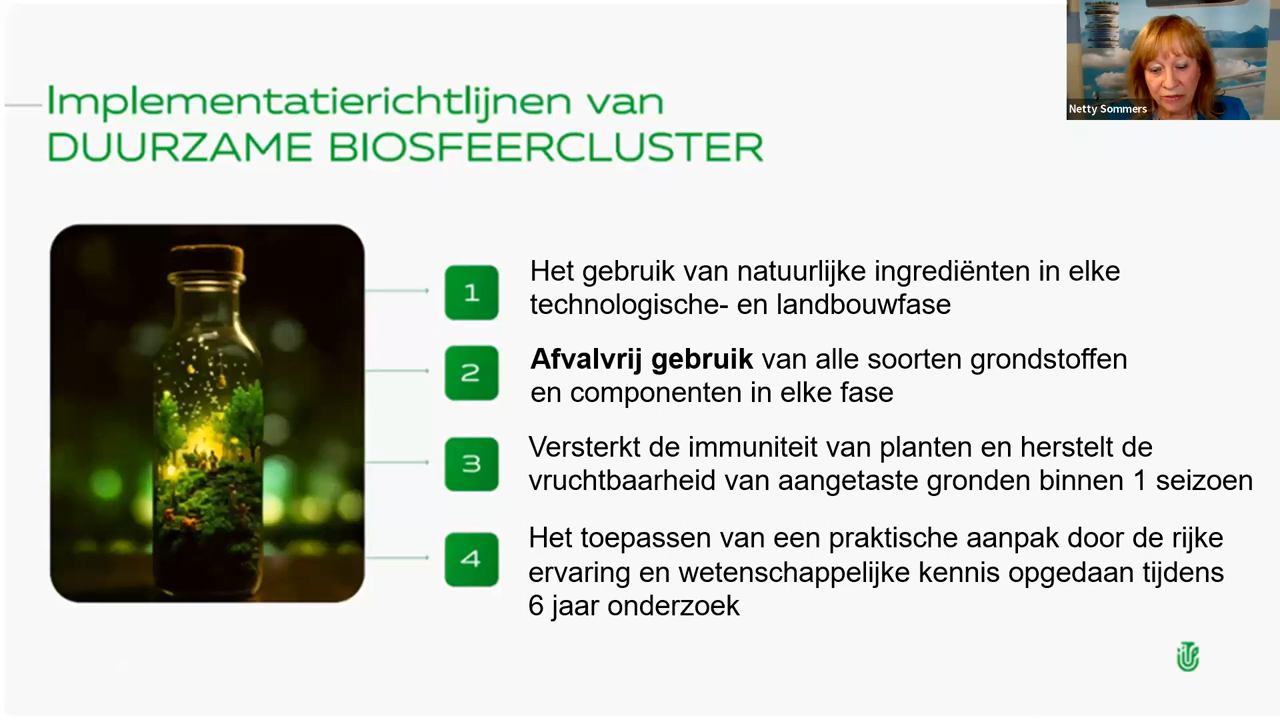 Netty Sommers
Implementatierichtlijnen van
DUURZAME BIOSFEERCLUSTER
1
Het gebruik van natuurlijke ingrediënten in elke
technologische- en landbouwfase
2
Afvalvrij gebruik van alle soorten grondstoffen
en componenten in elke fase
3
Versterkt de immuniteit van planten en herstelt de
vruchtbaarheid van aangetaste gronden binnen 1 seizoen
4
Het toepassen van een praktische aanpak door de rijke
ervaring en wetenschappelijke kennis opgedaan tijdens
6 jaar onderzoek